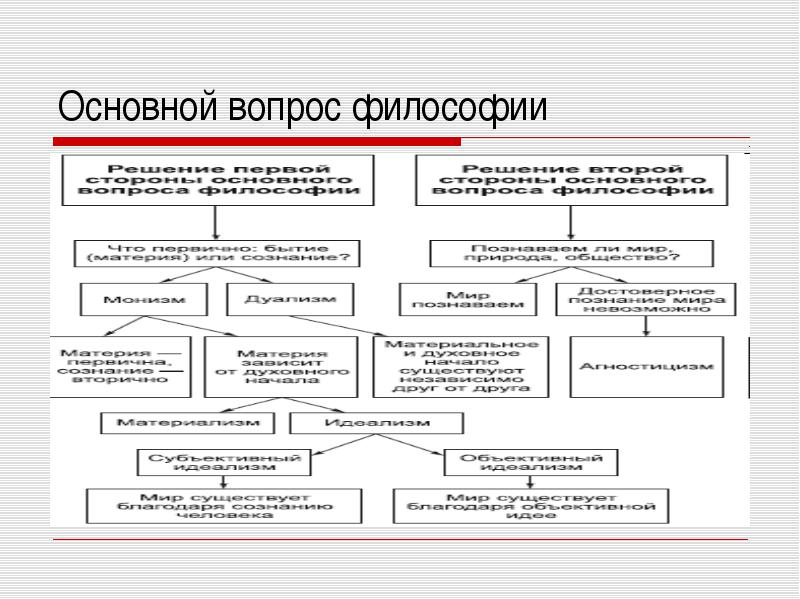 Основной вопрос философии
Решение первой
стороны основного
вопроса философии
Решение второй
стороны основного
вопроса философии
Что первично: бытие
(материя) или сознание?
Познаваем ли мир,
природа, общество?
Монизм
Дуализм
Мир
познаваем
Достоверное
познание мира
невозможно
Материя —
первична,
сознание —
вторично
Материя
зависит
от духовного
начала
Материальное
и духовное
начало
существуют
независимо
друг от друга
Агностицизм
Материализм
Идеализм
Субъективный
идеализм
Объективный
идеализм
Мир существует
благодаря сознанию
человека
Мир существует
благодаря объективной
идее